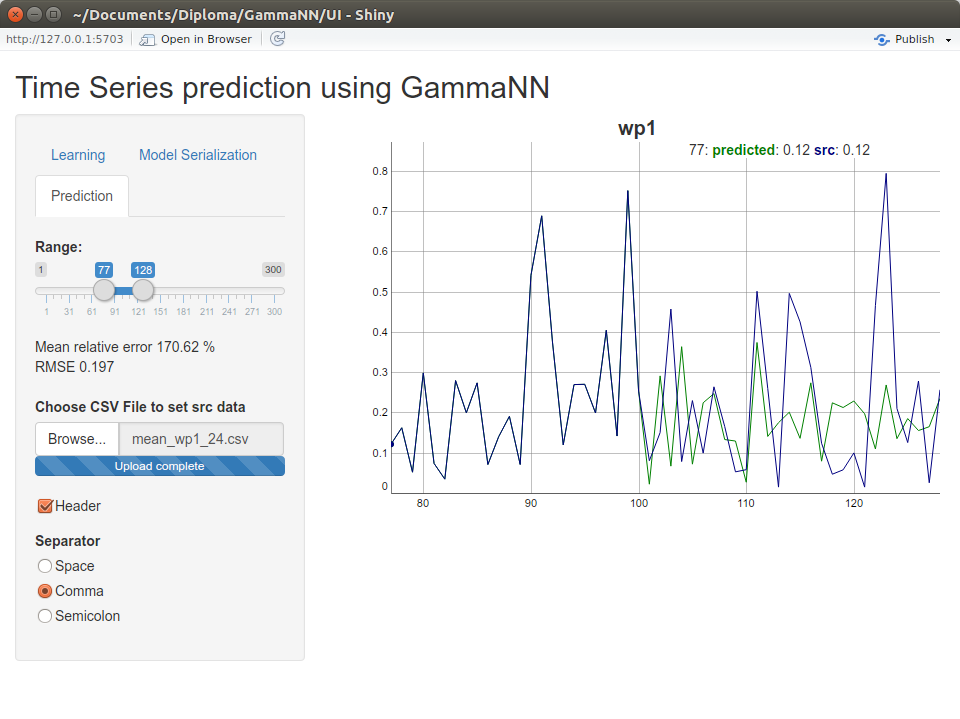 ~/Documents/Diploma/GammaNN/UI - Shiny
http://127.0.0.1:5703 Open in Browser Publish
Time Series prediction using GammaNN
Learning Model Serialization
Prediction
Range:
1 77 128 300
1 31 61 91 121 151 181 211 241 271 300
Mean relative error 170.62 %
RMSE 0.197
Choose CSV File to set src data
Browse... mean_wp1_24.csv
Upload complete
Header
Separator
Space
Comma
Semicolon
wp1
77: predicted: 0.12 src: 0.12
0.8
0.7
0.6
0.5
0.4
0.3
0.2
0.1
0
80 90 100 110 120